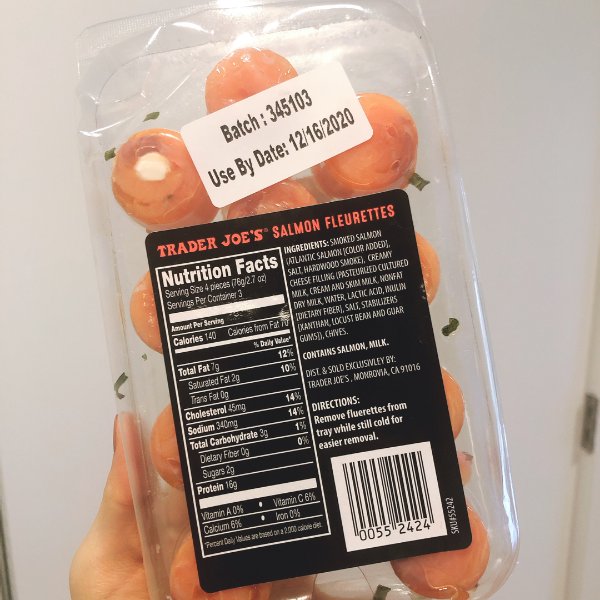 Batch : 345103
Use By Date: 12/16/2020
TRADER JOE'S® SALMON FLEURETTES
Nutrition Facts
Serving Size 4 pieces (76g/2.7 oz)
Servings Per Container 3
Amount Per Serving
Calories 140 Calories from Fat 70
% Daily Value*
Total Fat 7g 12%
Saturated Fat 2g 10%
Trans Fat 0g
Cholesterol 45mg 14%
Sodium 340mg 14%
Total Carbohydrate 3g 1%
Dietary Fiber 0g 0%
Sugars 2g
Protein 16g
Vitamin A 0% • Vitamin C 6%
Calcium 6% • Iron 0%
*Percent Daily Values are based on a 2,000 calorie diet.
INGREDIENTS: SMOKED SALMON
(ATLANTIC SALMON [COLOR ADDED],
SALT, HARDWOOD SMOKE), CREAMY
CHEESE FILLING (PASTEURIZED CULTURED
MILK, CREAM AND SKIM MILK, NONFAT
DRY MILK, WATER, LACTIC ACID, INULIN
[DIETARY FIBER], SALT, STABILIZERS
[XANTHAN, LOCUST BEAN AND GUAR
GUMS]), CHIVES.
CONTAINS SALMON, MILK.
DIST. & SOLD EXCLUSIVLEY BY:
TRADER JOE'S, MONROVIA, CA 91016
DIRECTIONS:
Remove fluerettes from
tray while still cold for
easier removal.
0055 2424
SKU#55242